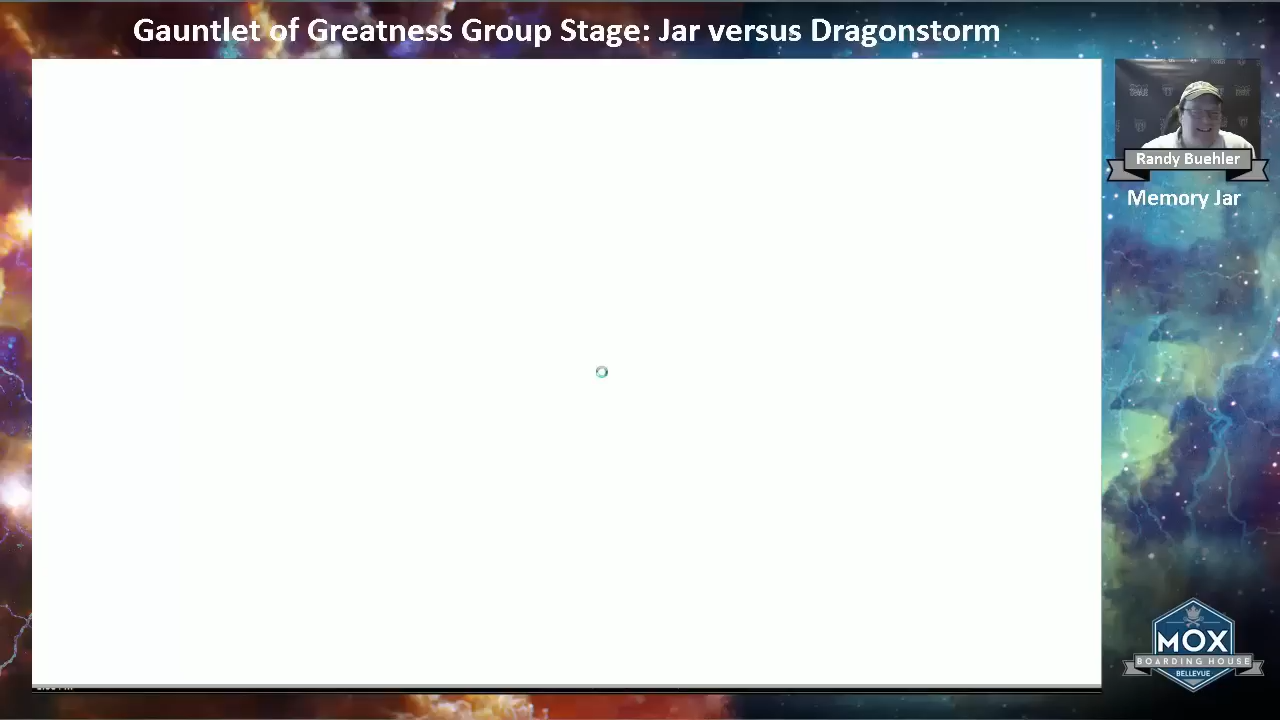 Gauntlet of Greatness Group Stage: Jar versus Dragonstorm
Randy Buehler
Memory Jar
MOX
BOARDING HOUSE
BELLEVUE